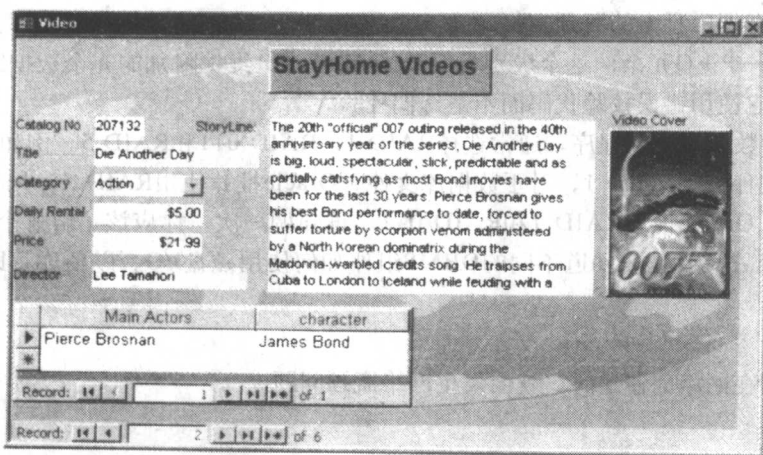 Video
StayHome Videos
Catalog No 207132
Title Die Another Day
Category Action
Daily Rental $5.00
Price $21.99
Director Lee Tamahori
StoryLine:
The 20th "official" 007 outing released in the 40th
anniversary year of the series, Die Another Day
is big, loud, spectacular, slick, predictable and as
partially satisfying as most Bond movies have
been for the last 30 years. Pierce Brosnan gives
his best Bond performance to date, forced to
suffer torture by scorpion venom administered
by a North Korean dominatrix during the
Madonna-warbled credits song. He traipses from
Cuba to London to Iceland while feuding with a
Video Cover
007
Main Actors character
Pierce Brosnan James Bond
Record: 1 of 1
Record: 2 of 6